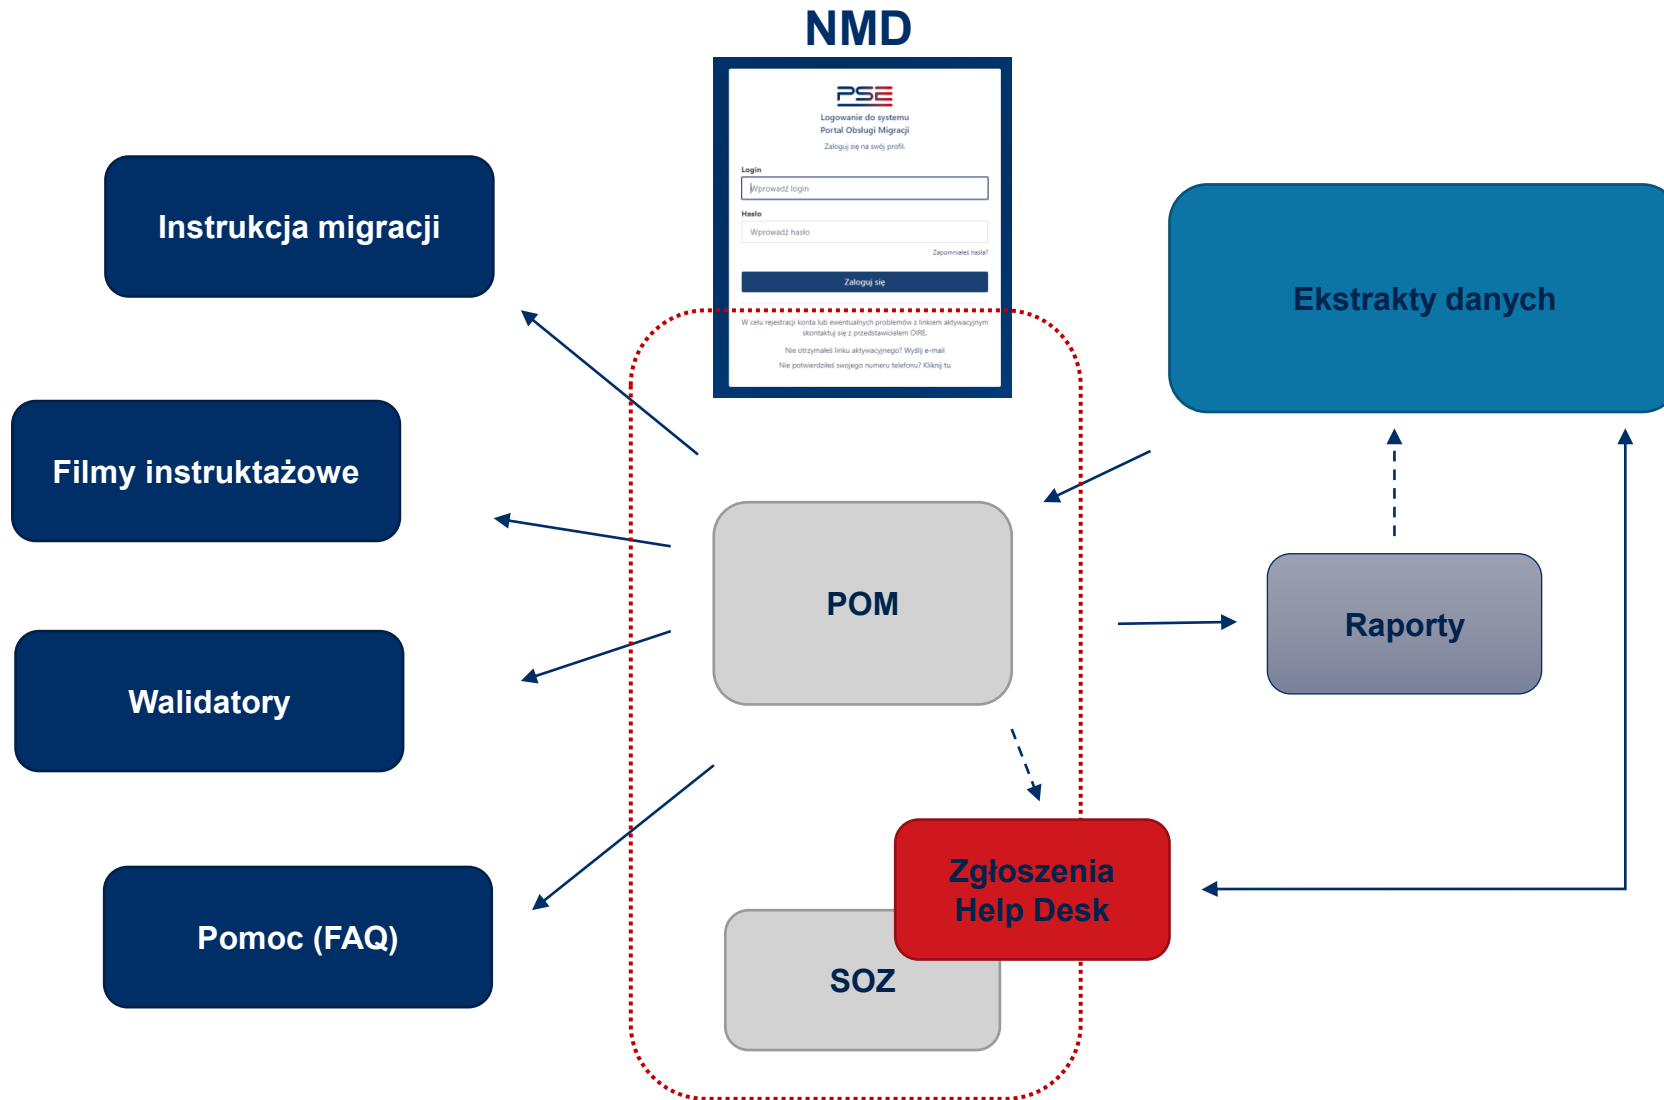 NMD
PSE
Logowanie do systemu
Portal Obsługi Migracji
Zaloguj się na swój profil.
Login
Wprowadź login
Hasło
Wprowadź hasło
Zapomniałeś hasła?
Zaloguj się
W celu rejestracji konta lub ewentualnych problemów z linkiem aktywacyjnym
skontaktuj się z przedstawicielem OIRE.
Nie otrzymałeś linku aktywacyjnego? Wyślij e-mail
Nie potwierdziłeś swojego numeru telefonu? Kliknij tu
Instrukcja migracji
Filmy instruktażowe
Walidatory
Pomoc (FAQ)
POM
SOZ
Zgłoszenia
Help Desk
Ekstrakty danych
Raporty